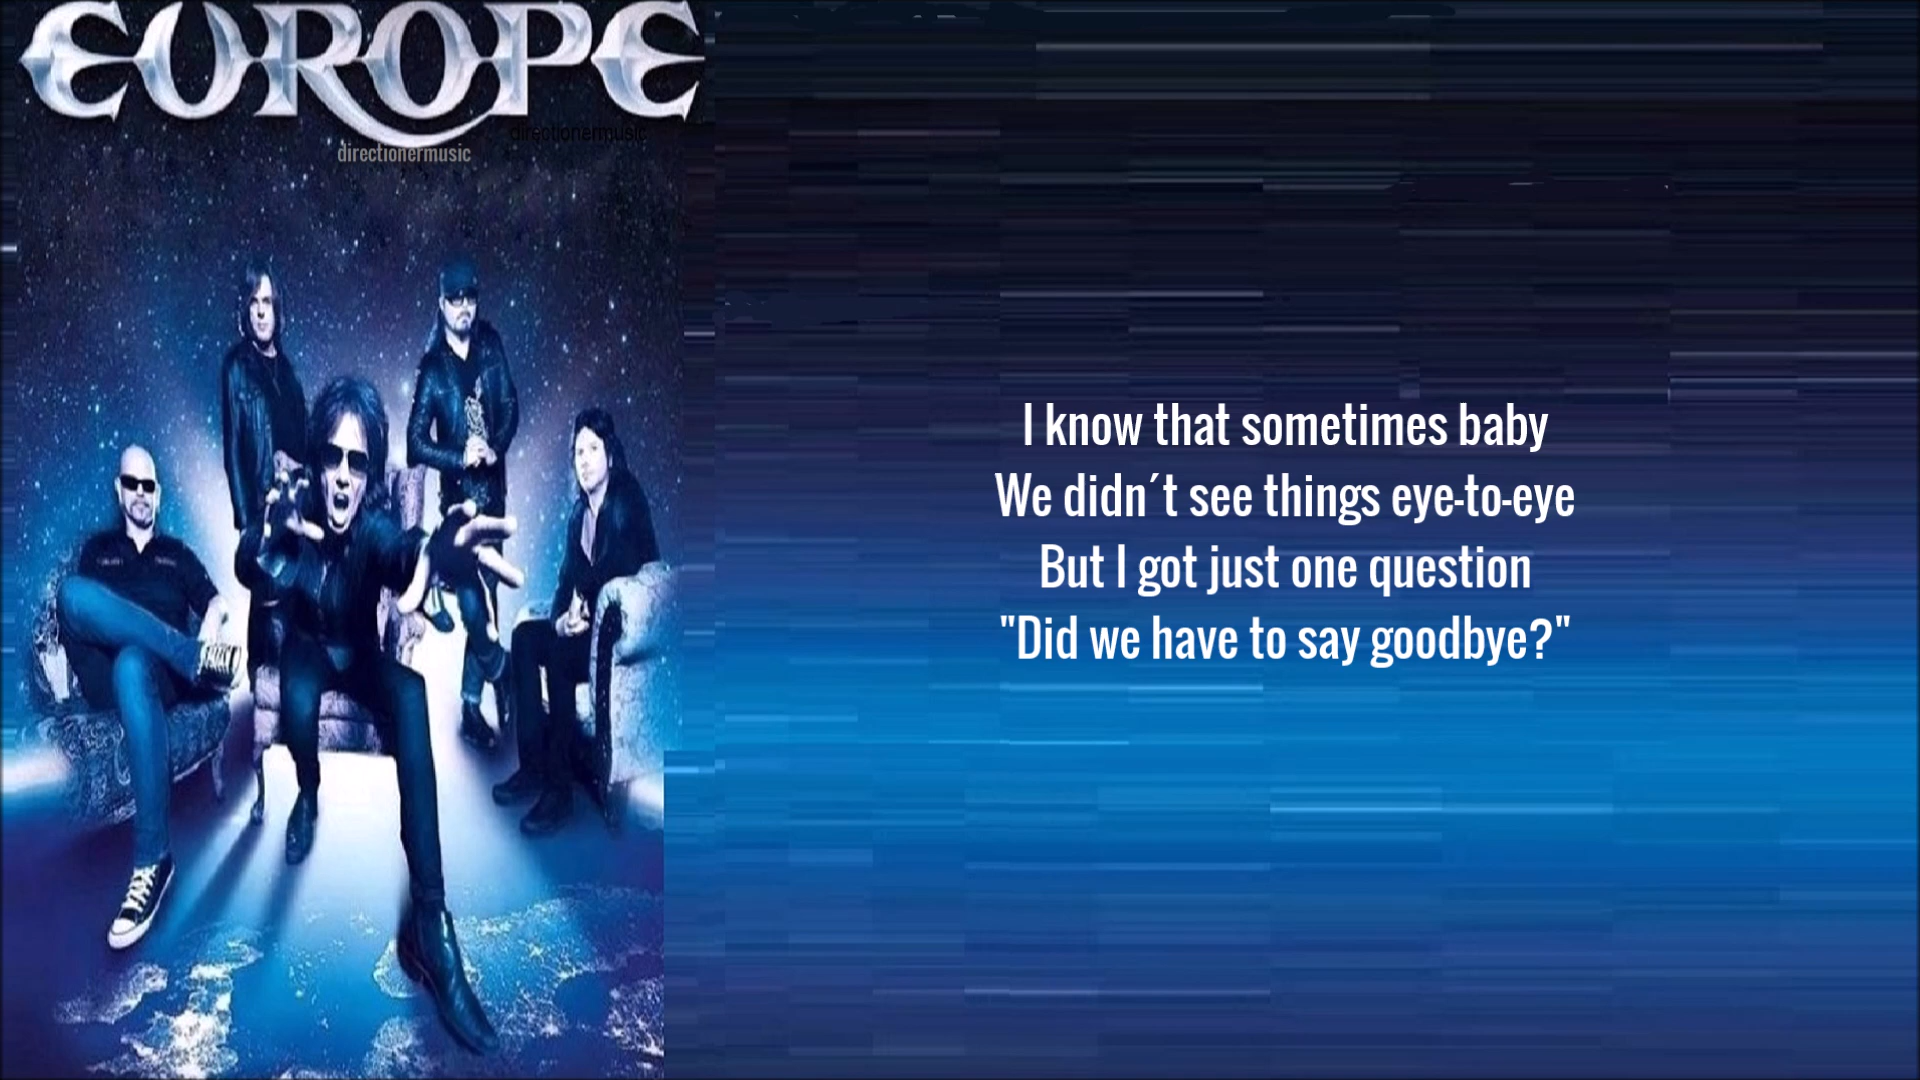 EUROPE
directionermusic
directionermusic
I know that sometimes baby
We didn´t see things eye-to-eye
But I got just one question
"Did we have to say goodbye?"